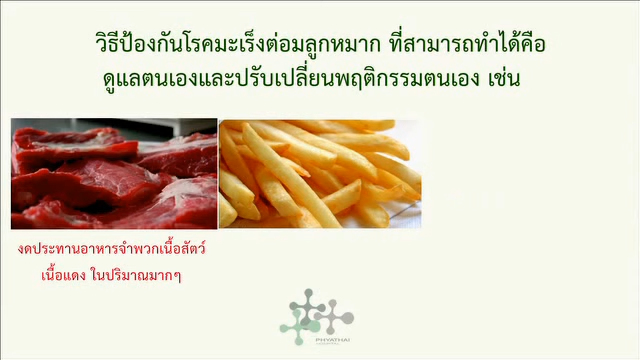 วิธีป้องกันโรคมะเร็งต่อมลูกหมาก ที่สามารถทำได้คือ
ดูแลตนเองและปรับเปลี่ยนพฤติกรรมตนเอง เช่น
งดประทานอาหารจำพวกเนื้อสัตว์
เนื้อแดง ในปริมาณมากๆ
PHYATHAI